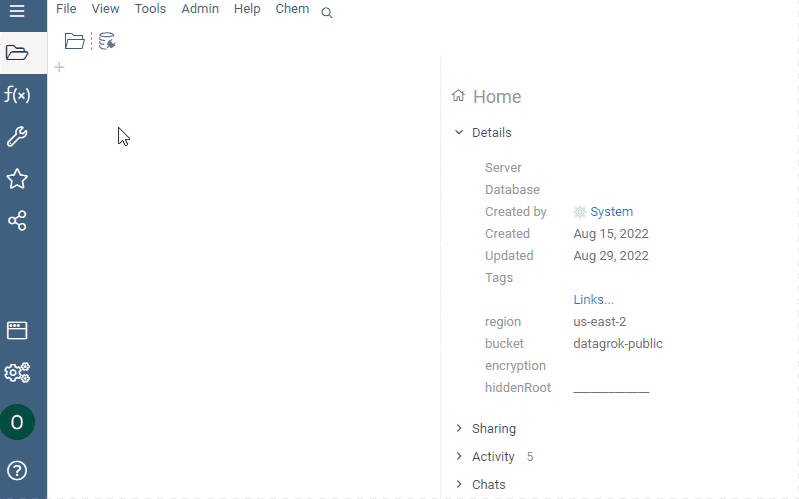 File View Tools Admin Help Chem
Home
Details
Server
Database
Created by System
Created Aug 15, 2022
Updated Aug 29, 2022
Tags
Links...
region us-east-2
bucket datagrok-public
encryption
hiddenRoot ____________
Sharing
Activity 5
Chats
f(x)
O
?